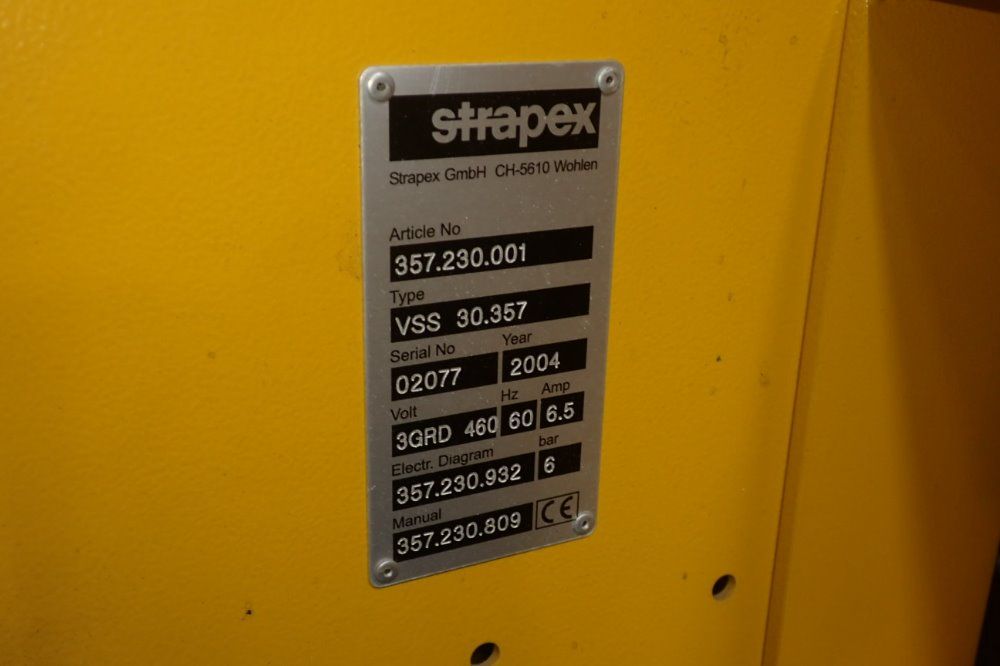 strapex
Strapex GmbH CH-5610 Wohlen
Article No
357.230.001
Type
VSS 30.357
Serial No Year
02077 2004
Volt Hz Amp
3GRD 460 60 6.5
Electr. Diagram bar
357.230.932 6
Manual
357.230.809 CE